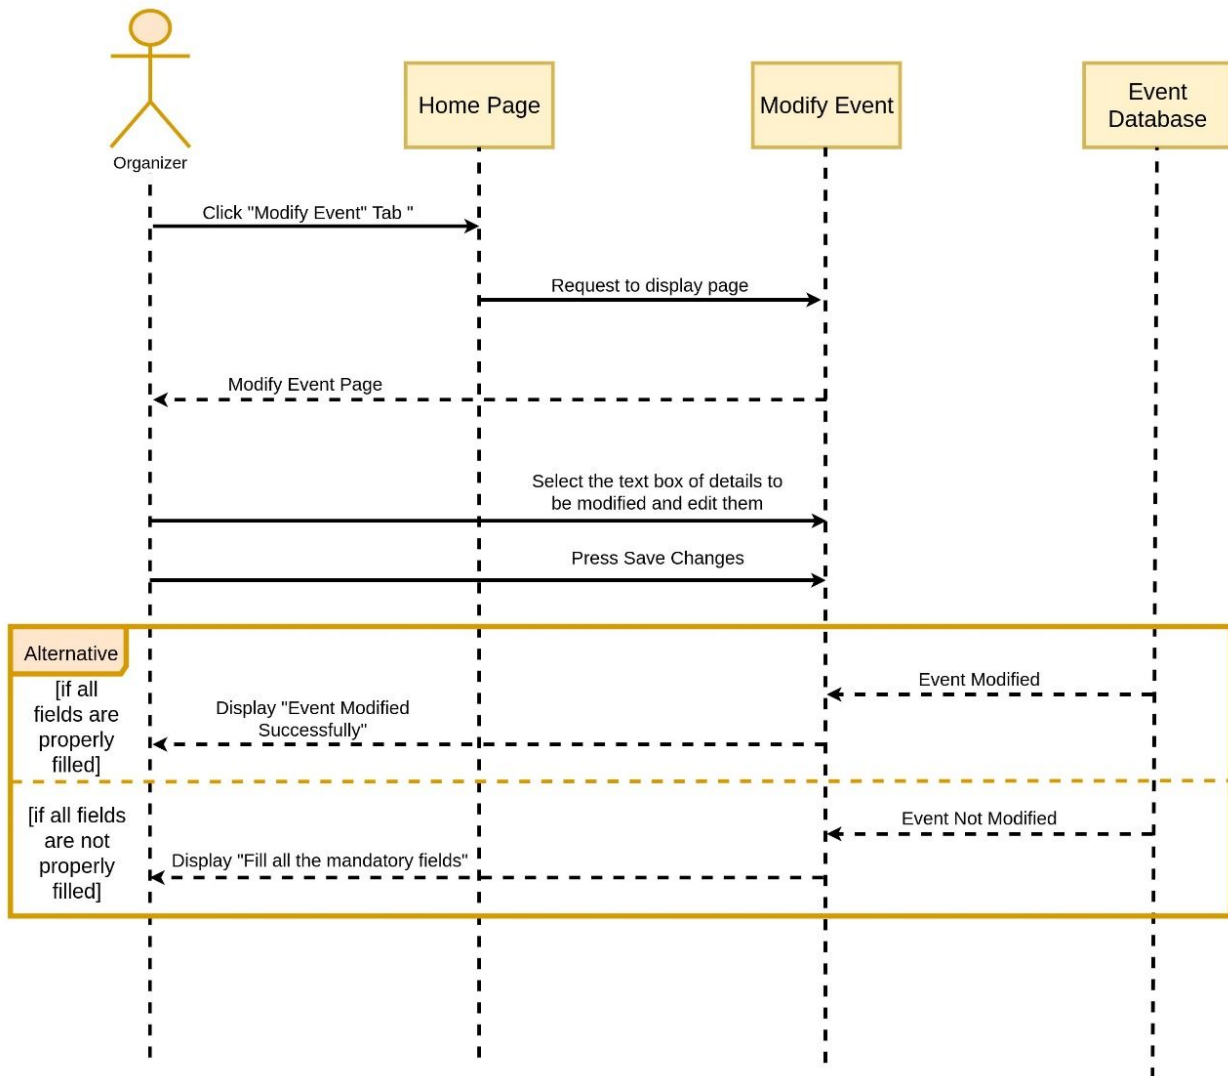 Organizer
Home Page
Modify Event
Event
Database
Click "Modify Event" Tab "
Request to display page
Modify Event Page
Select the text box of details to
be modified and edit them
Press Save Changes
Alternative
[if all
fields are
properly
filled]
Event Modified
Display "Event Modified
Successfully"
[if all fields
are not
properly
filled]
Event Not Modified
Display "Fill all the mandatory fields"